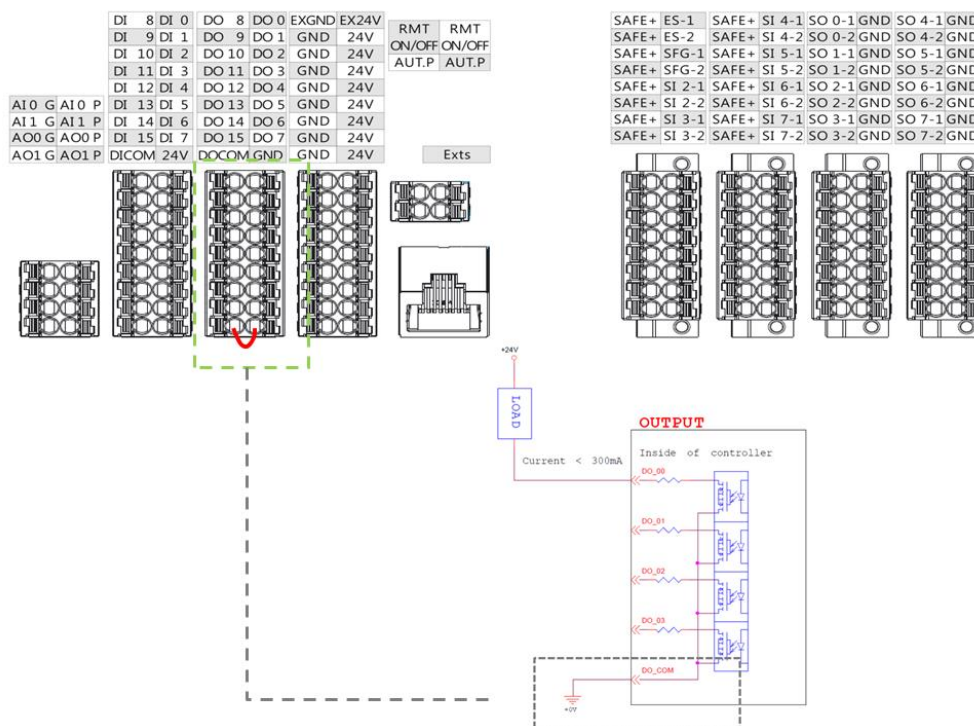 DI 8 DI 0 DO 8 DO 0 EXGND EX24V
DI 9 DI 1 DO 9 DO 1 GND 24V
DI 10 DI 2 DO 10 DO 2 GND 24V
DI 11 DI 3 DO 11 DO 3 GND 24V
DI 12 DI 4 DO 12 DO 4 GND 24V
AI0 G AI0 P DI 13 DI 5 DO 13 DO 5 GND 24V
AI1 G AI1 P DI 14 DI 6 DO 14 DO 6 GND 24V
AO0 G AO0 P DI 15 DI 7 DO 15 DO 7 GND 24V
AO1 G AO1 P DICOM 24V DOCOM GND GND 24V
RMT RMT
ON/OFF ON/OFF
AUT.P AUT.P
Exts
SAFE+ ES-1 SAFE+ SI 4-1 SO 0-1 GND SO 4-1 GND
SAFE+ ES-2 SAFE+ SI 4-2 SO 0-2 GND SO 4-2 GND
SAFE+ SFG-1 SAFE+ SI 5-1 SO 1-1 GND SO 5-1 GND
SAFE+ SFG-2 SAFE+ SI 5-2 SO 1-2 GND SO 5-2 GND
SAFE+ SI 2-1 SAFE+ SI 6-1 SO 2-1 GND SO 6-1 GND
SAFE+ SI 2-2 SAFE+ SI 6-2 SO 2-2 GND SO 6-2 GND
SAFE+ SI 3-1 SAFE+ SI 7-1 SO 3-1 GND SO 7-1 GND
SAFE+ SI 3-2 SAFE+ SI 7-2 SO 3-2 GND SO 7-2 GND
+24V
LOAD
Current < 300mA
OUTPUT
Inside of controller
DO_00
DO_01
DO_02
DO_03
DO_COM
+0V